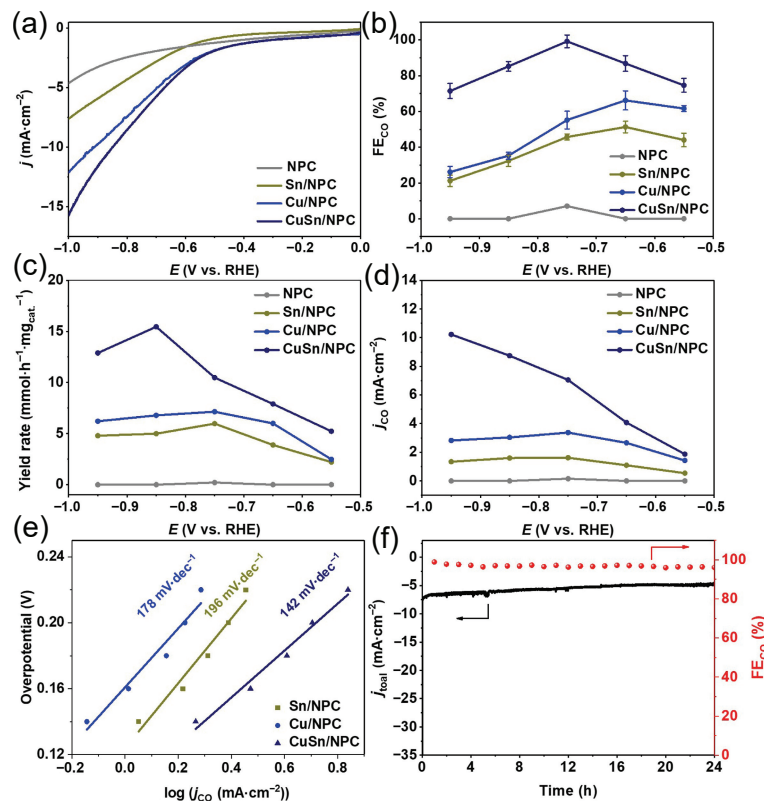 (a)
j (mA·cm⁻²)
0
−5
−10
−15
−1.0 −0.8 −0.6 −0.4 −0.2 0.0
E (V vs. RHE)
NPC
Sn/NPC
Cu/NPC
CuSn/NPC
(b)
FE_CO (%)
100
80
60
40
20
0
−1.0 −0.9 −0.8 −0.7 −0.6 −0.5
E (V vs. RHE)
NPC
Sn/NPC
Cu/NPC
CuSn/NPC
(c)
Yield rate (mmol·h⁻¹·mg_cat.⁻¹)
20
15
10
5
0
−1.0 −0.9 −0.8 −0.7 −0.6 −0.5
E (V vs. RHE)
NPC
Sn/NPC
Cu/NPC
CuSn/NPC
(d)
j_CO (mA·cm⁻²)
14
12
10
8
6
4
2
0
−1.0 −0.9 −0.8 −0.7 −0.6 −0.5
E (V vs. RHE)
NPC
Sn/NPC
Cu/NPC
CuSn/NPC
(e)
Overpotential (V)
0.24
0.20
0.16
0.12
−0.2 0.0 0.2 0.4 0.6 0.8 1.0
log (j_CO (mA·cm⁻²))
178 mV·dec⁻¹
196 mV·dec⁻¹
142 mV·dec⁻¹
Sn/NPC
Cu/NPC
CuSn/NPC
(f)
j_toal (mA·cm⁻²)
0
−5
−10
−15
−20
−25
−30
−35
0 4 8 12 16 20 24
Time (h)
100
80
60
40
20
0
FE_CO (%)